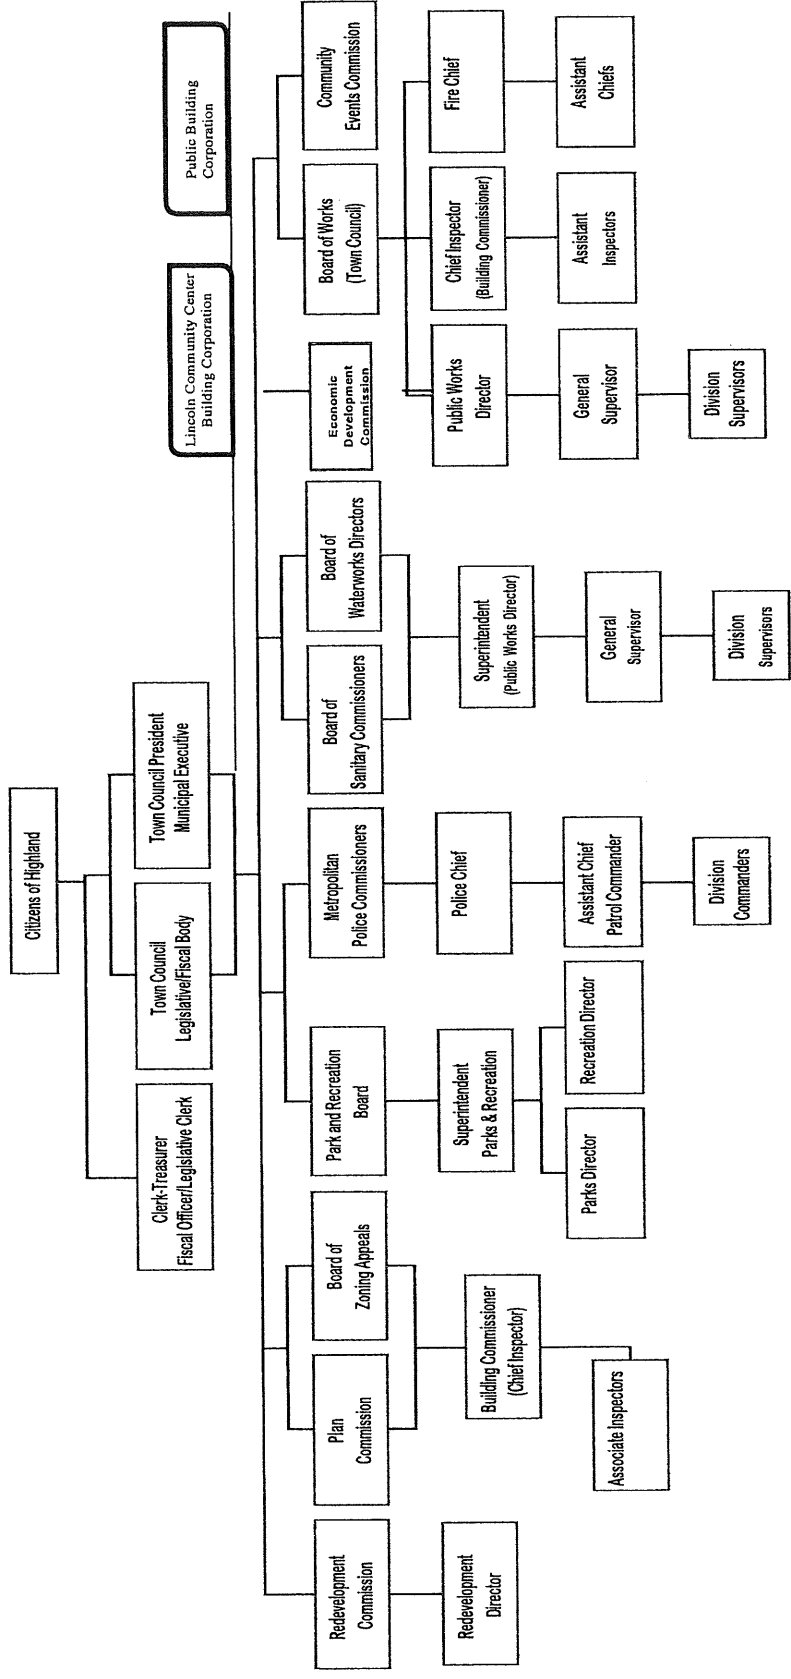 Citizens of Highland
Clerk-Treasurer
Fiscal Officer/Legislative Clerk
Town Council
Legislative/Fiscal Body
Town Council President
Municipal Executive
Lincoln Community Center
Building Corporation
Public Building
Corporation
Redevelopment
Commission
Plan
Commission
Board of
Zoning Appeals
Park and Recreation
Board
Metropolitan
Police Commissioners
Board of
Sanitary Commissioners
Board of
Waterworks Directors
Economic
Development
Commission
Board of Works
(Town Council)
Community
Events Commission
Redevelopment
Director
Building Commissioner
(Chief Inspector)
Superintendent
Parks & Recreation
Police Chief
Superintendent
(Public Works Director)
Public Works
Director
Chief Inspector
(Building Commissioner)
Fire Chief
Associate Inspectors
Parks Director
Recreation Director
Assistant Chief
Patrol Commander
General
Supervisor
General
Supervisor
Assistant
Inspectors
Assistant
Chiefs
Division
Commanders
Division
Supervisors
Division
Supervisors